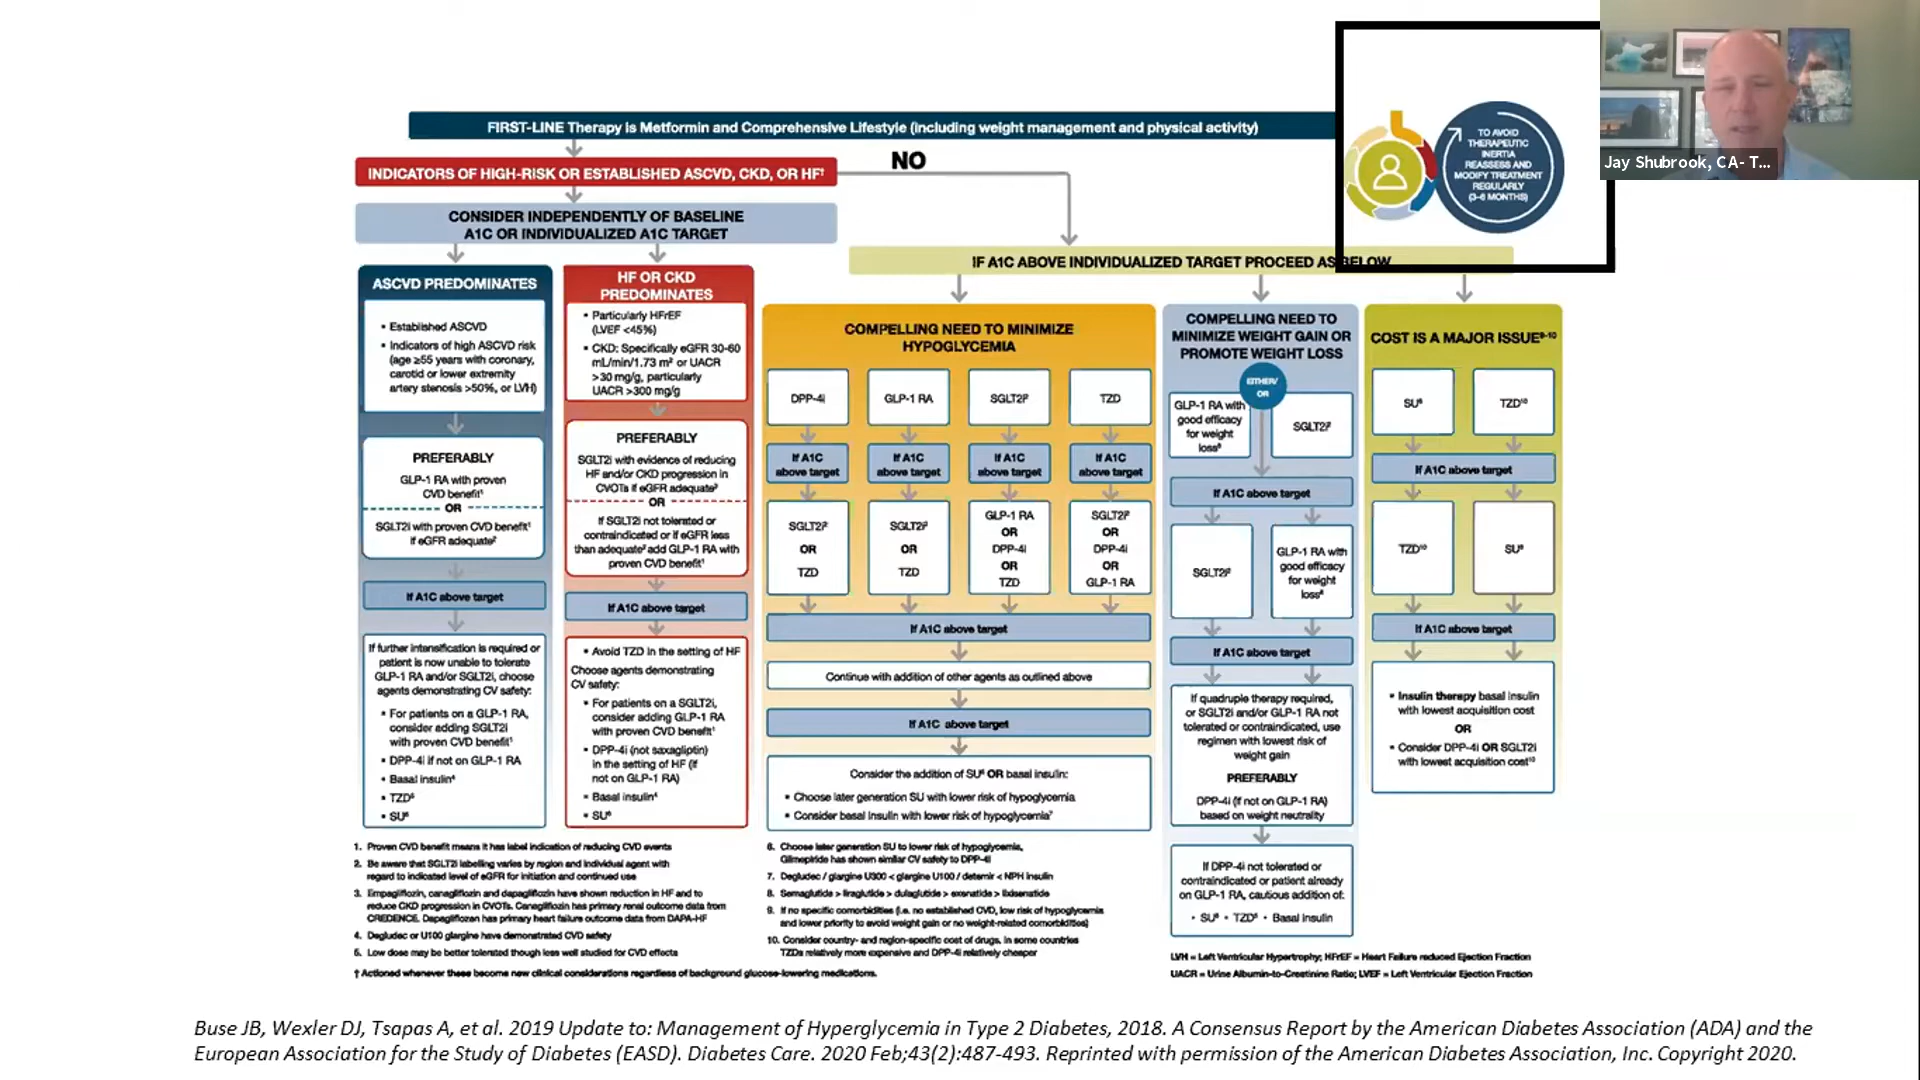 FIRST-LINE Therapy is Metformin and Comprehensive Lifestyle (including weight management and physical activity)
TO AVOID
THERAPEUTIC
INERTIA
REASSESS AND
MODIFY TREATMENT
REGULARLY
(3-6 MONTHS)
Jay Shubrook, CA- T...
INDICATORS OF HIGH-RISK OR ESTABLISHED ASCVD, CKD, OR HF†
NO
CONSIDER INDEPENDENTLY OF BASELINE
A1C OR INDIVIDUALIZED A1C TARGET
IF A1C ABOVE INDIVIDUALIZED TARGET PROCEED AS BELOW
ASCVD PREDOMINATES
• Established ASCVD
• Indicators of high ASCVD risk
(age ≥55 years with coronary,
carotid or lower extremity
artery stenosis >50%, or LVH)
PREFERABLY
GLP-1 RA with proven
CVD benefit¹
OR
SGLT2i with proven CVD benefit¹
if eGFR adequate²
If A1C above target
If further intensification is required or
patient is now unable to tolerate
GLP-1 RA and/or SGLT2i, choose
agents demonstrating CV safety:
• For patients on a GLP-1 RA,
consider adding SGLT2i
with proven CVD benefit¹
• DPP-4i if not on GLP-1 RA
• Basal insulin⁴
• TZD⁵
• SU⁶
HF OR CKD
PREDOMINATES
• Particularly HFrEF
(LVEF <45%)
• CKD: Specifically eGFR 30-60
mL/min/1.73 m² or UACR
>30 mg/g, particularly
UACR >300 mg/g
PREFERABLY
SGLT2i with evidence of reducing
HF and/or CKD progression in
CVOTs if eGFR adequate³
OR
If SGLT2i not tolerated or
contraindicated or if eGFR less
than adequate² add GLP-1 RA with
proven CVD benefit¹
If A1C above target
• Avoid TZD in the setting of HF
Choose agents demonstrating
CV safety:
• For patients on a SGLT2i,
consider adding GLP-1 RA
with proven CVD benefit¹
• DPP-4i (not saxagliptin)
in the setting of HF (if
not on GLP-1 RA)
• Basal insulin⁴
• SU⁶
COMPELLING NEED TO MINIMIZE
HYPOGLYCEMIA
DPP-4i
GLP-1 RA
SGLT2i²
TZD
If A1C
above target
If A1C
above target
If A1C
above target
If A1C
above target
SGLT2i²
OR
TZD
SGLT2i²
OR
TZD
GLP-1 RA
OR
DPP-4i
OR
TZD
SGLT2i²
OR
DPP-4i
OR
GLP-1 RA
If A1C above target
Continue with addition of other agents as outlined above
If A1C above target
Consider the addition of SU⁶ OR basal insulin:
• Choose later generation SU with lower risk of hypoglycemia
• Consider basal insulin with lower risk of hypoglycemia⁷
COMPELLING NEED TO
MINIMIZE WEIGHT GAIN OR
PROMOTE WEIGHT LOSS
EITHER/
OR
GLP-1 RA with
good efficacy
for weight
loss⁸
SGLT2i²
If A1C above target
SGLT2i²
GLP-1 RA with
good efficacy
for weight
loss⁸
If A1C above target
If quadruple therapy required,
or SGLT2i and/or GLP-1 RA not
tolerated or contraindicated, use
regimen with lowest risk of
weight gain
PREFERABLY
DPP-4i (if not on GLP-1 RA)
based on weight neutrality
If DPP-4i not tolerated or
contraindicated or patient already
on GLP-1 RA, cautious addition of:
• SU⁶ • TZD⁵ • Basal insulin
COST IS A MAJOR ISSUE⁹⁻¹⁰
SU⁶
TZD¹⁰
If A1C above target
TZD¹⁰
SU⁶
If A1C above target
• Insulin therapy basal insulin
with lowest acquisition cost
OR
• Consider DPP-4i OR SGLT2i
with lowest acquisition cost¹⁰
1. Proven CVD benefit means it has label indication of reducing CVD events
2. Be aware that SGLT2i labelling varies by region and individual agent with
regard to indicated level of eGFR for initiation and continued use
3. Empagliflozin, canagliflozin and dapagliflozin have shown reduction in HF and to
reduce CKD progression in CVOTs. Canagliflozin has primary renal outcome data from
CREDENCE. Dapagliflozin has primary heart failure outcome data from DAPA-HF
4. Degludec or U100 glargine have demonstrated CVD safety
5. Low dose may be better tolerated though less well studied for CVD effects
6. Choose later generation SU to lower risk of hypoglycemia,
Glimepiride has shown similar CV safety to DPP-4i
7. Degludec / glargine U300 < glargine U100 / detemir < NPH insulin
8. Semaglutide > liraglutide > dulaglutide > exenatide > lixisenatide
9. If no specific comorbidities (i.e. no established CVD, low risk of hypoglycemia
and lower priority to avoid weight gain or no weight-related comorbidities)
10. Consider country- and region-specific cost of drugs. In some countries
TZDs relatively more expensive and DPP-4i relatively cheaper
† Actioned whenever these become new clinical considerations regardless of background glucose-lowering medications.
LVH = Left Ventricular Hypertrophy; HFrEF = Heart Failure reduced Ejection Fraction
UACR = Urine Albumin-to-Creatinine Ratio; LVEF = Left Ventricular Ejection Fraction
Buse JB, Wexler DJ, Tsapas A, et al. 2019 Update to: Management of Hyperglycemia in Type 2 Diabetes, 2018. A Consensus Report by the American Diabetes Association (ADA) and the
European Association for the Study of Diabetes (EASD). Diabetes Care. 2020 Feb;43(2):487-493. Reprinted with permission of the American Diabetes Association, Inc. Copyright 2020.